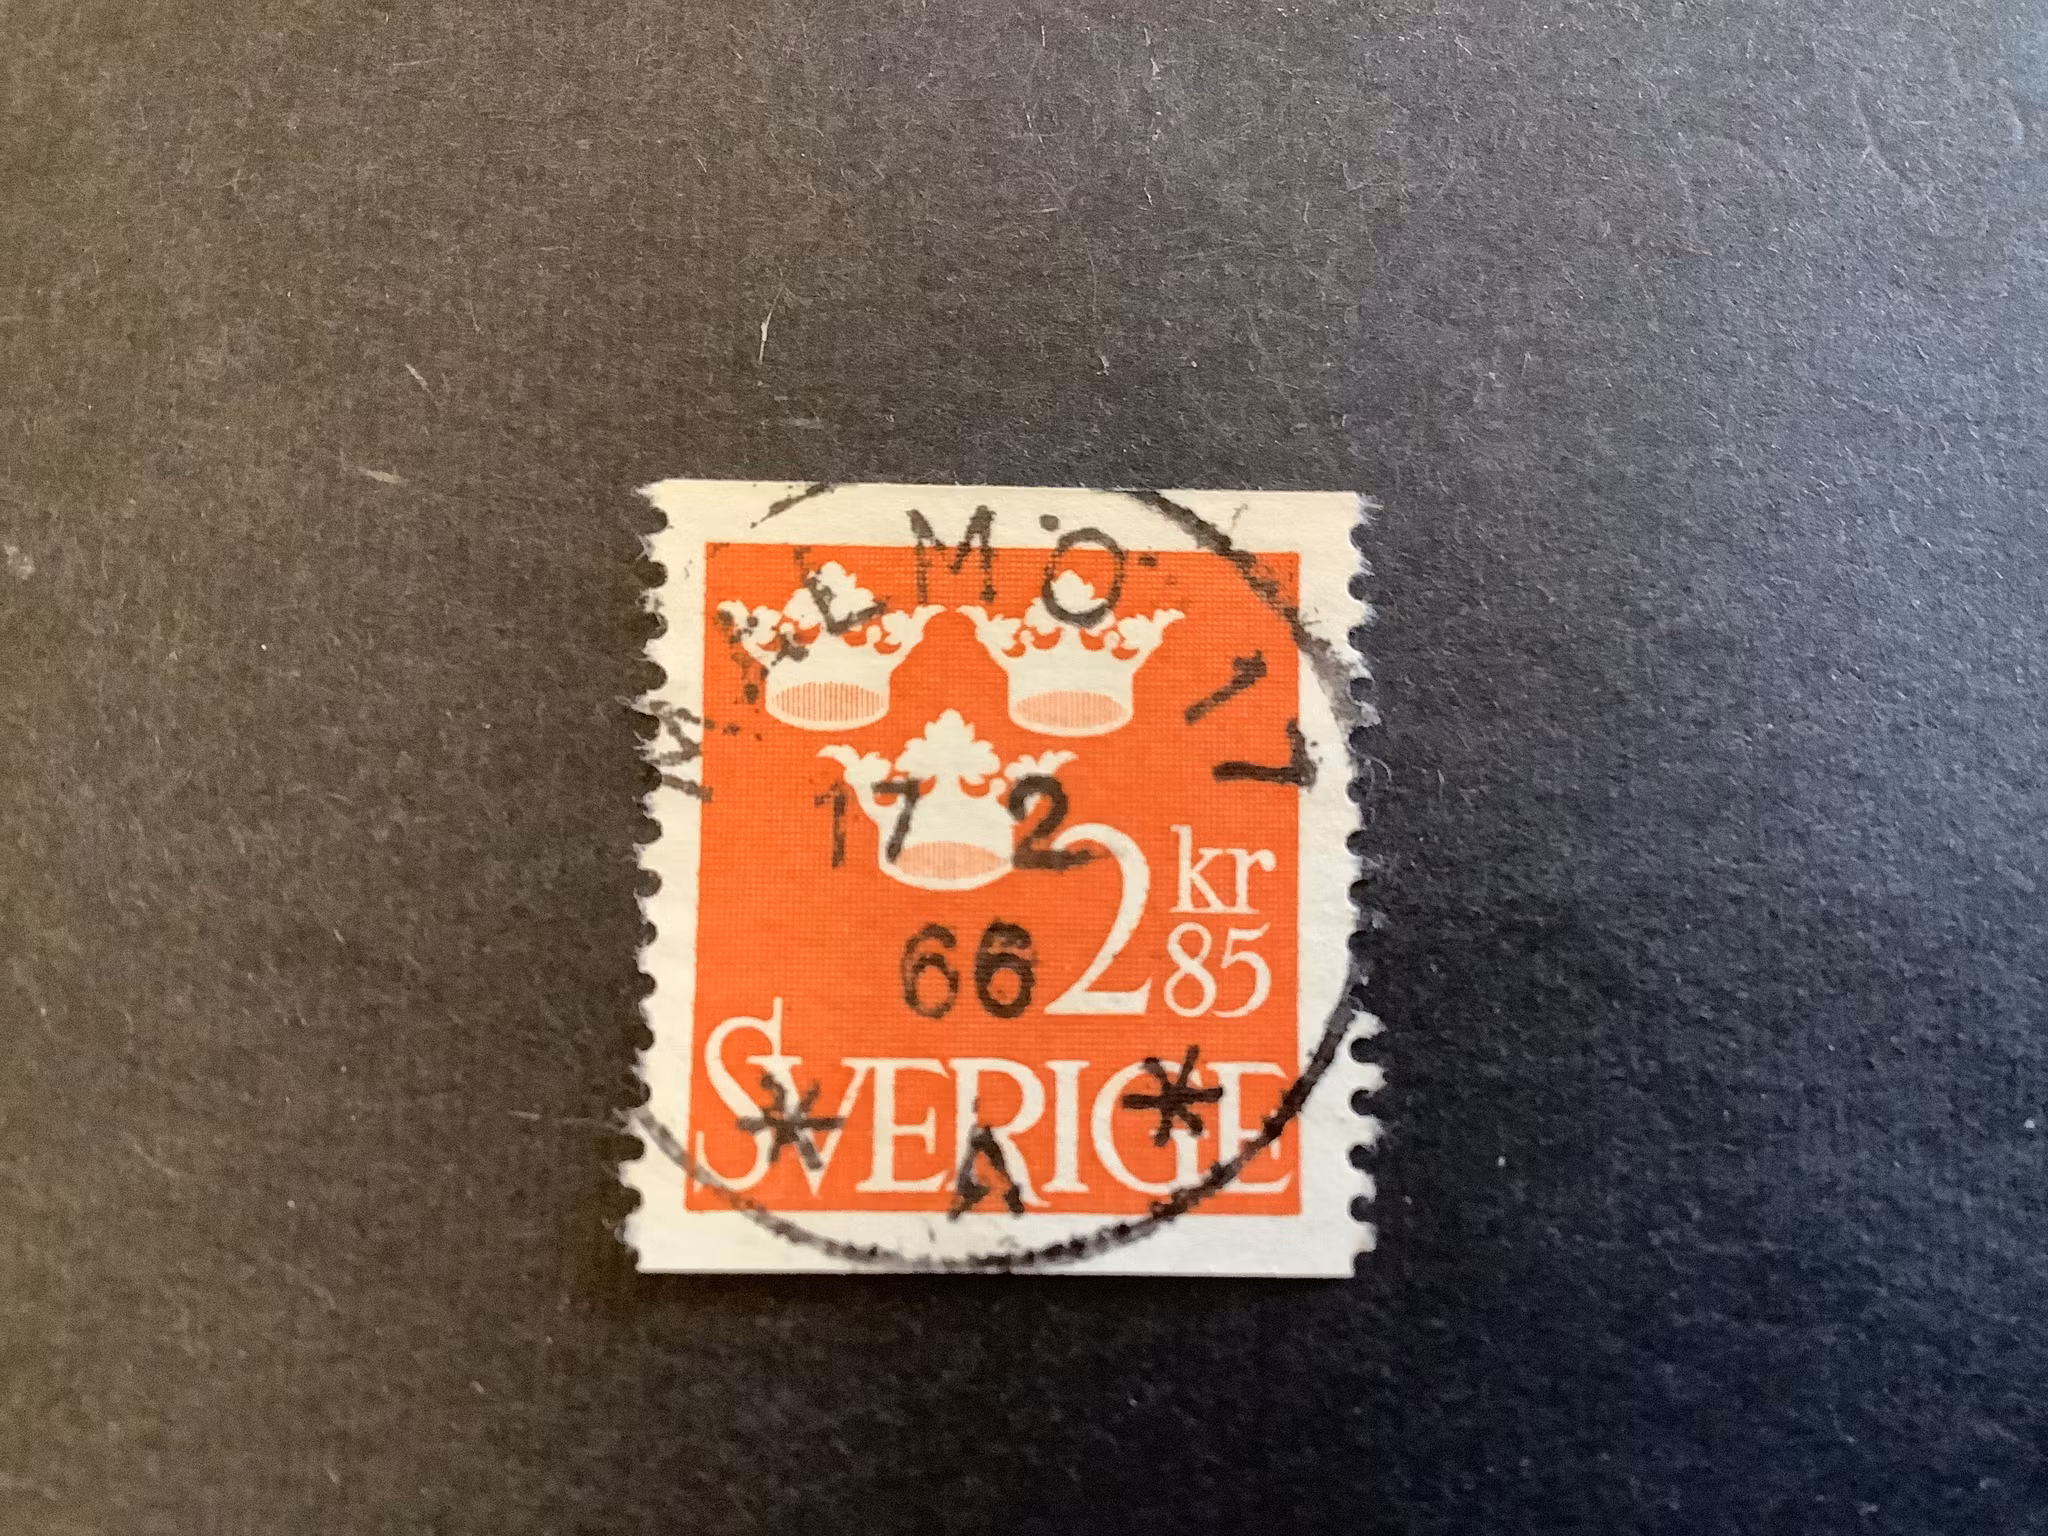 MALMÖ 17
17 2
66
2 kr
85
SVERIGE
* A *